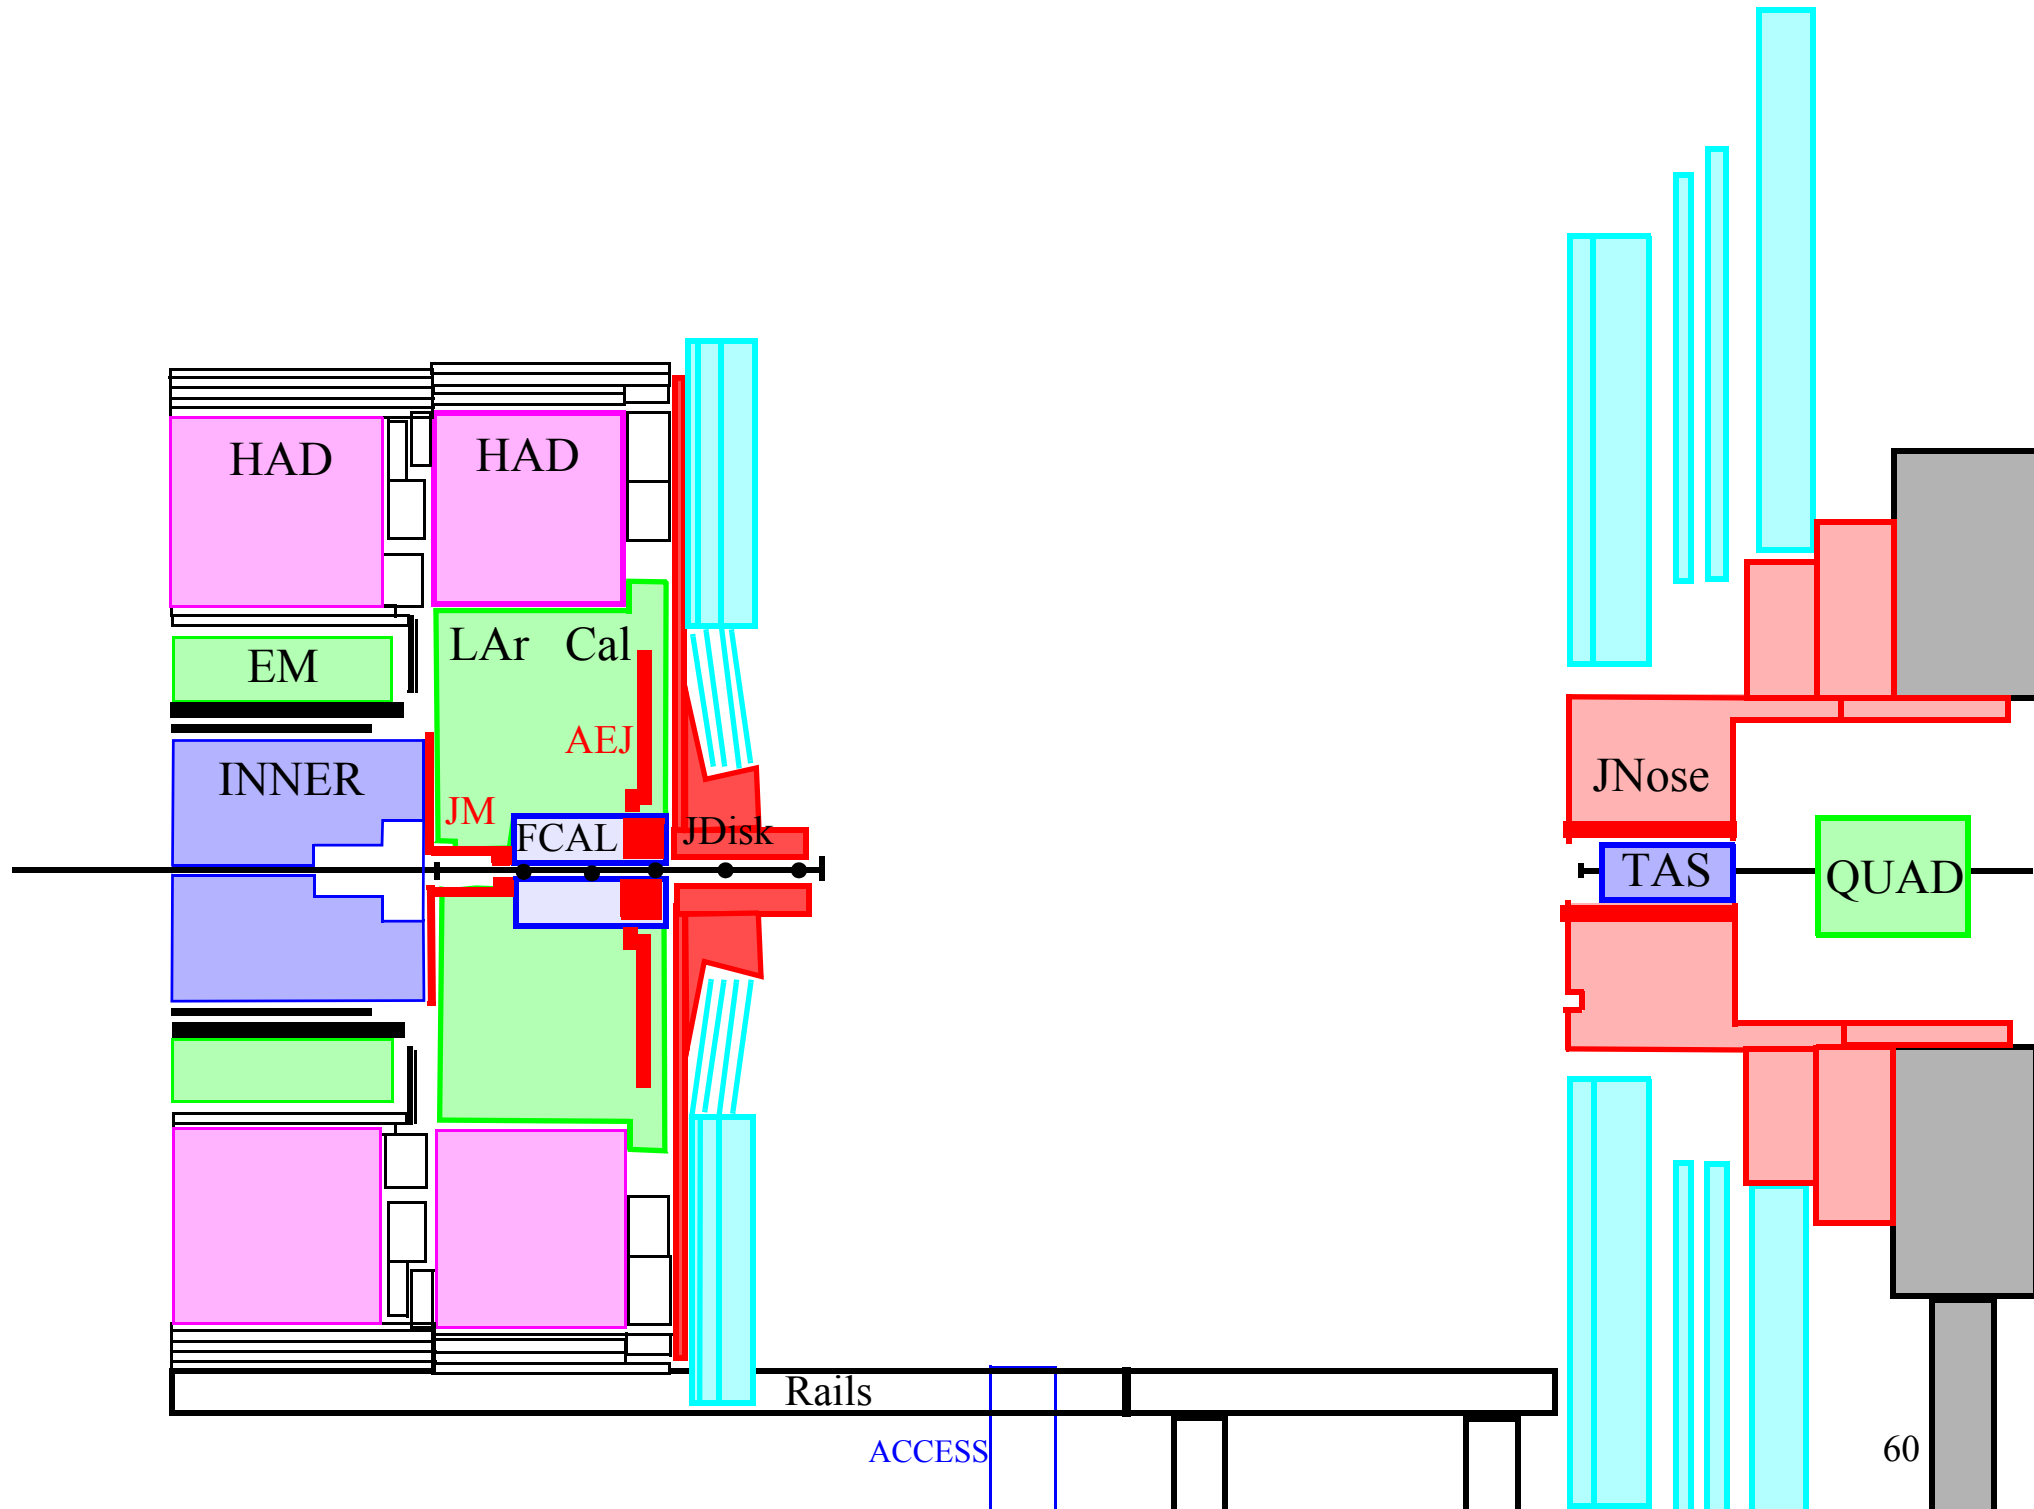 HAD
HAD
LAr Cal
EM
AEJ
INNER
JM
FCAL
JDisk
JNose
TAS
QUAD
Rails
ACCESS
60